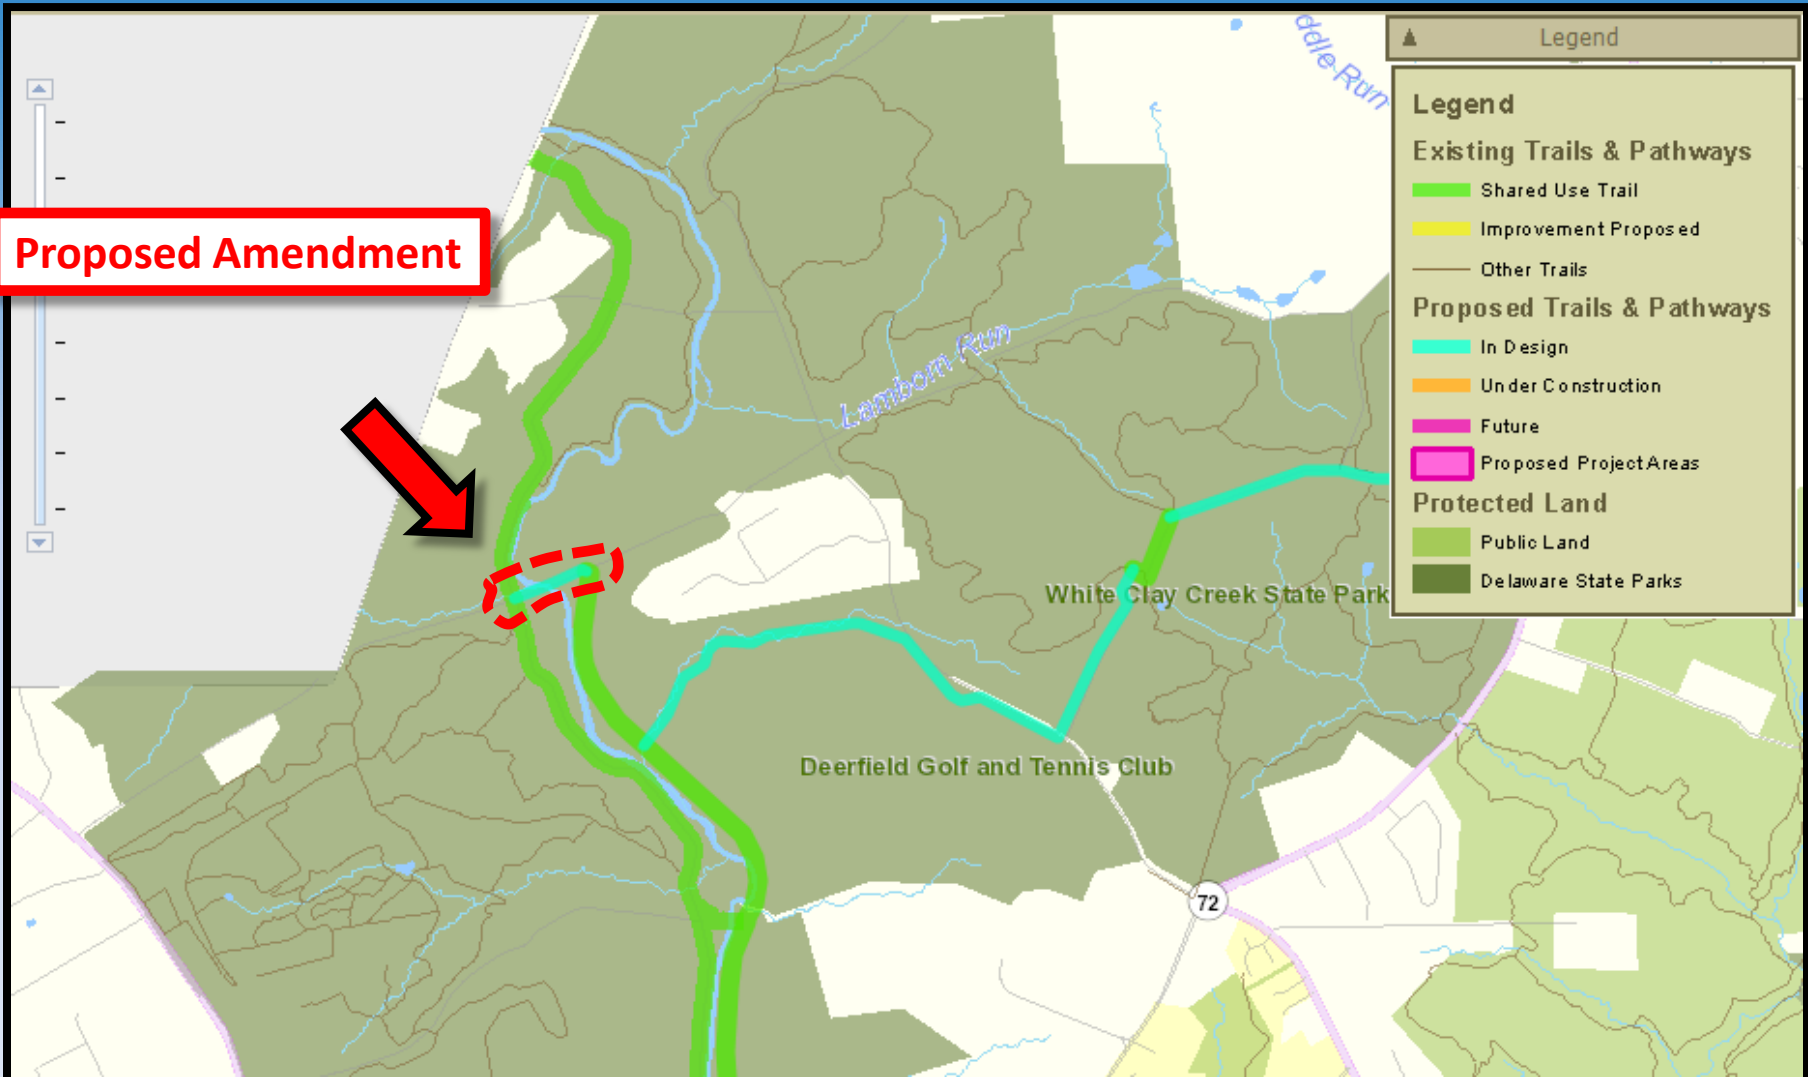 ddle Run
Legend
Legend
Existing Trails & Pathways
Shared Use Trail
Improvement Proposed
Other Trails
Proposed Trails & Pathways
In Design
Under Construction
Future
Proposed Project Areas
Protected Land
Public Land
Delaware State Parks
Proposed Amendment
Lamborn Run
White Clay Creek State Park
Deerfield Golf and Tennis Club
72